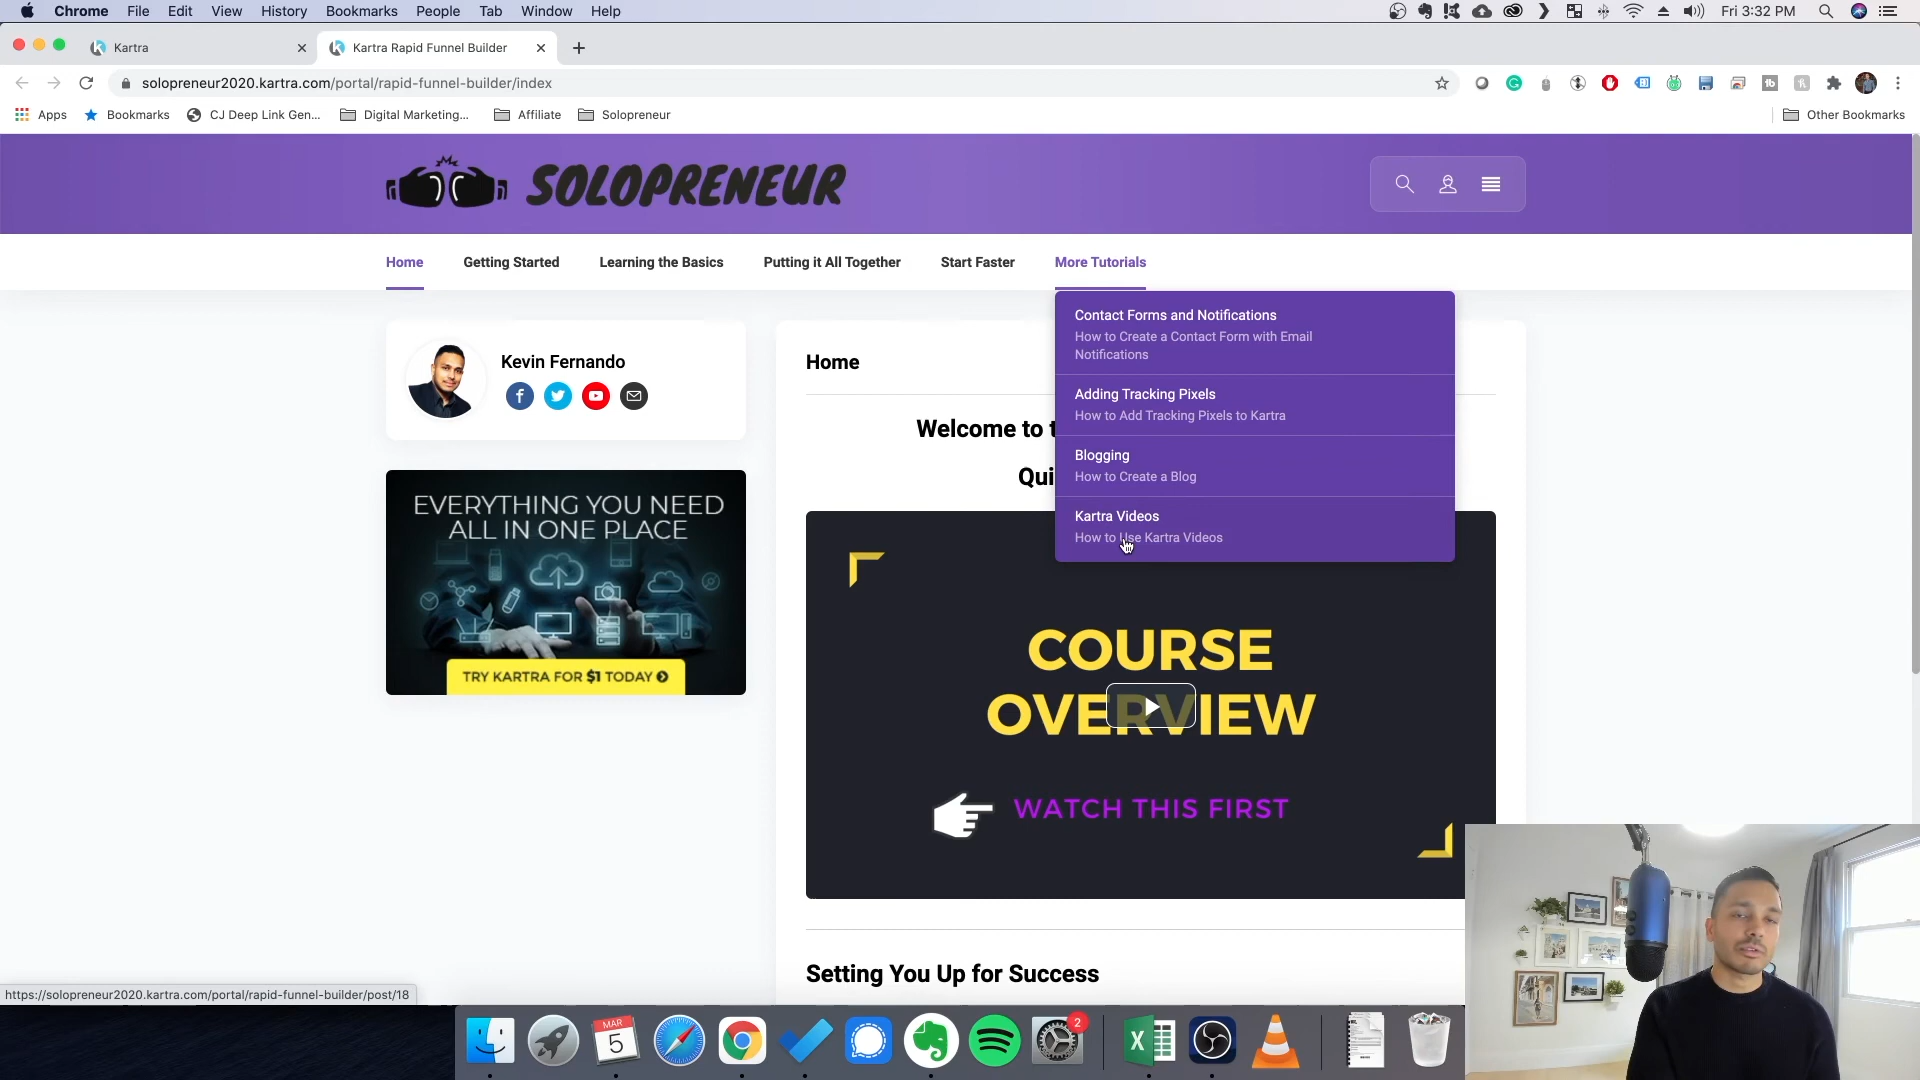 Chrome File Edit View History Bookmarks People Tab Window Help
Fri 3:32 PM
Kartra
Kartra Rapid Funnel Builder
solopreneur2020.kartra.com/portal/rapid-funnel-builder/index
Apps
Bookmarks
CJ Deep Link Gen...
Digital Marketing...
Affiliate
Solopreneur
Other Bookmarks
SOLOPRENEUR
Home
Getting Started
Learning the Basics
Putting it All Together
Start Faster
More Tutorials
Contact Forms and Notifications
How to Create a Contact Form with Email
Notifications
Adding Tracking Pixels
How to Add Tracking Pixels to Kartra
Blogging
How to Create a Blog
Kartra Videos
How to Use Kartra Videos
Kevin Fernando
EVERYTHING YOU NEED
ALL IN ONE PLACE
TRY KARTRA FOR $1 TODAY
Home
Welcome to
Qui
COURSE
OVERVIEW
WATCH THIS FIRST
Setting You Up for Success
https://solopreneur2020.kartra.com/portal/rapid-funnel-builder/post/18
MAR
5
2